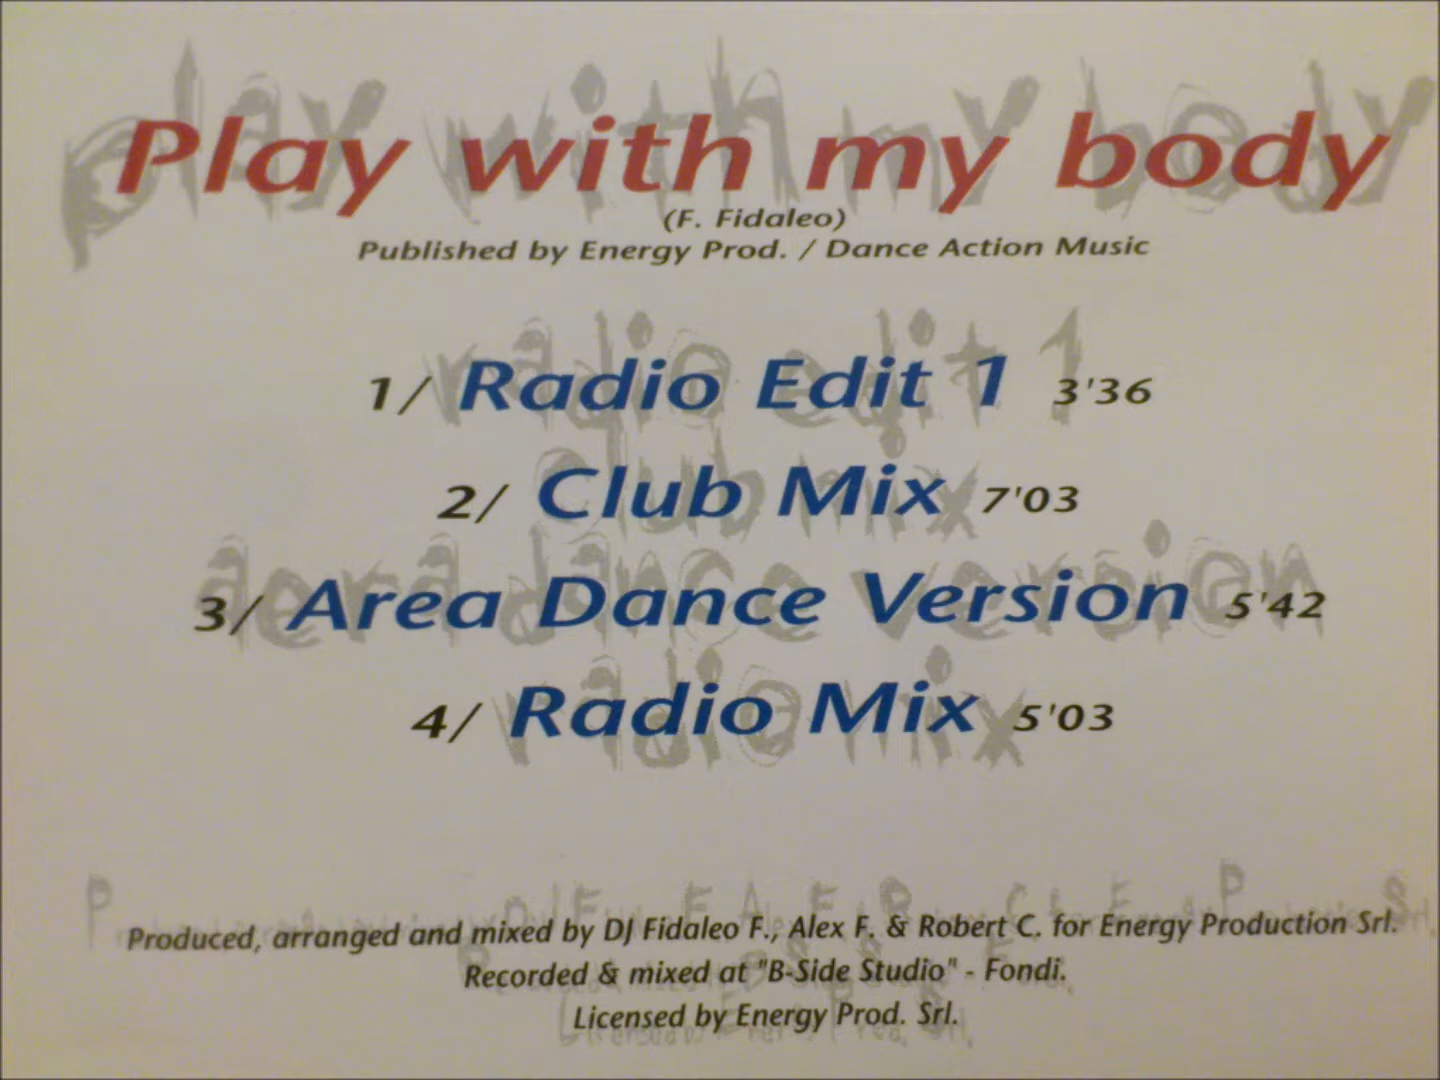 Play with my body
(F. Fidaleo)
Published by Energy Prod. / Dance Action Music
1/ Radio Edit 1 3'36
2/ Club Mix 7'03
3/ Area Dance Version 5'42
4/ Radio Mix 5'03
Produced, arranged and mixed by DJ Fidaleo F., Alex F. & Robert C. for Energy Production Srl.
Recorded & mixed at "B-Side Studio" - Fondi.
Licensed by Energy Prod. Srl.